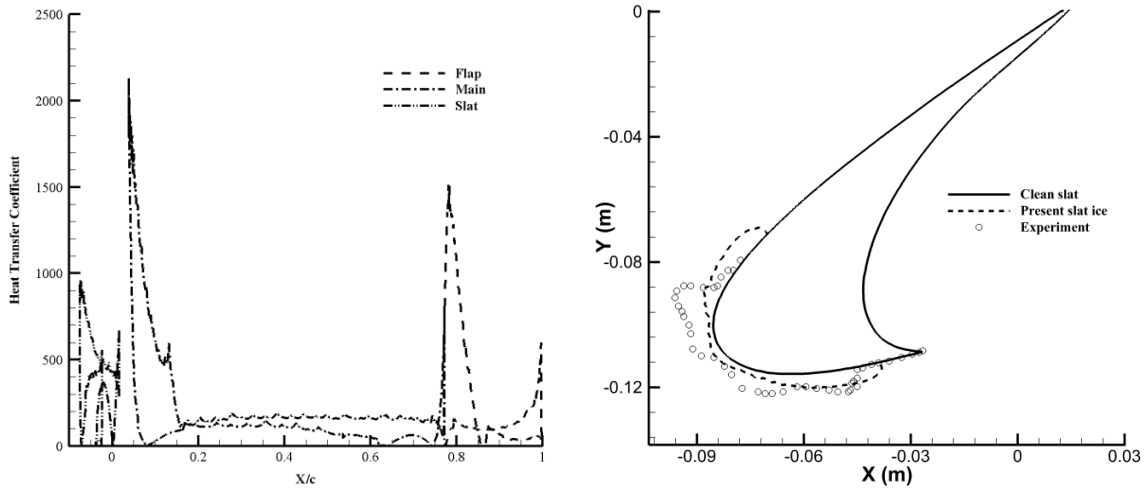 2500
2000
1500
1000
500
0
0
0.2
0.4
0.6
0.8
1
Heat Transfer Coefficient
X/c
Flap
Main
Slat
0
-0.04
-0.08
-0.12
-0.09
-0.06
-0.03
0
0.03
Y (m)
X (m)
Clean slat
Present slat ice
Experiment